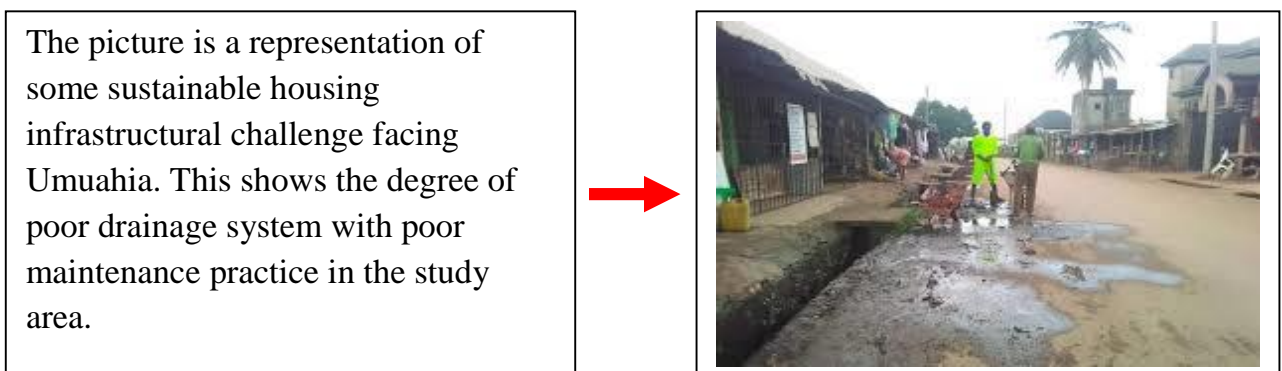 The picture is a representation of
some sustainable housing
infrastructural challenge facing
Umuahia. This shows the degree of
poor drainage system with poor
maintenance practice in the study
area.